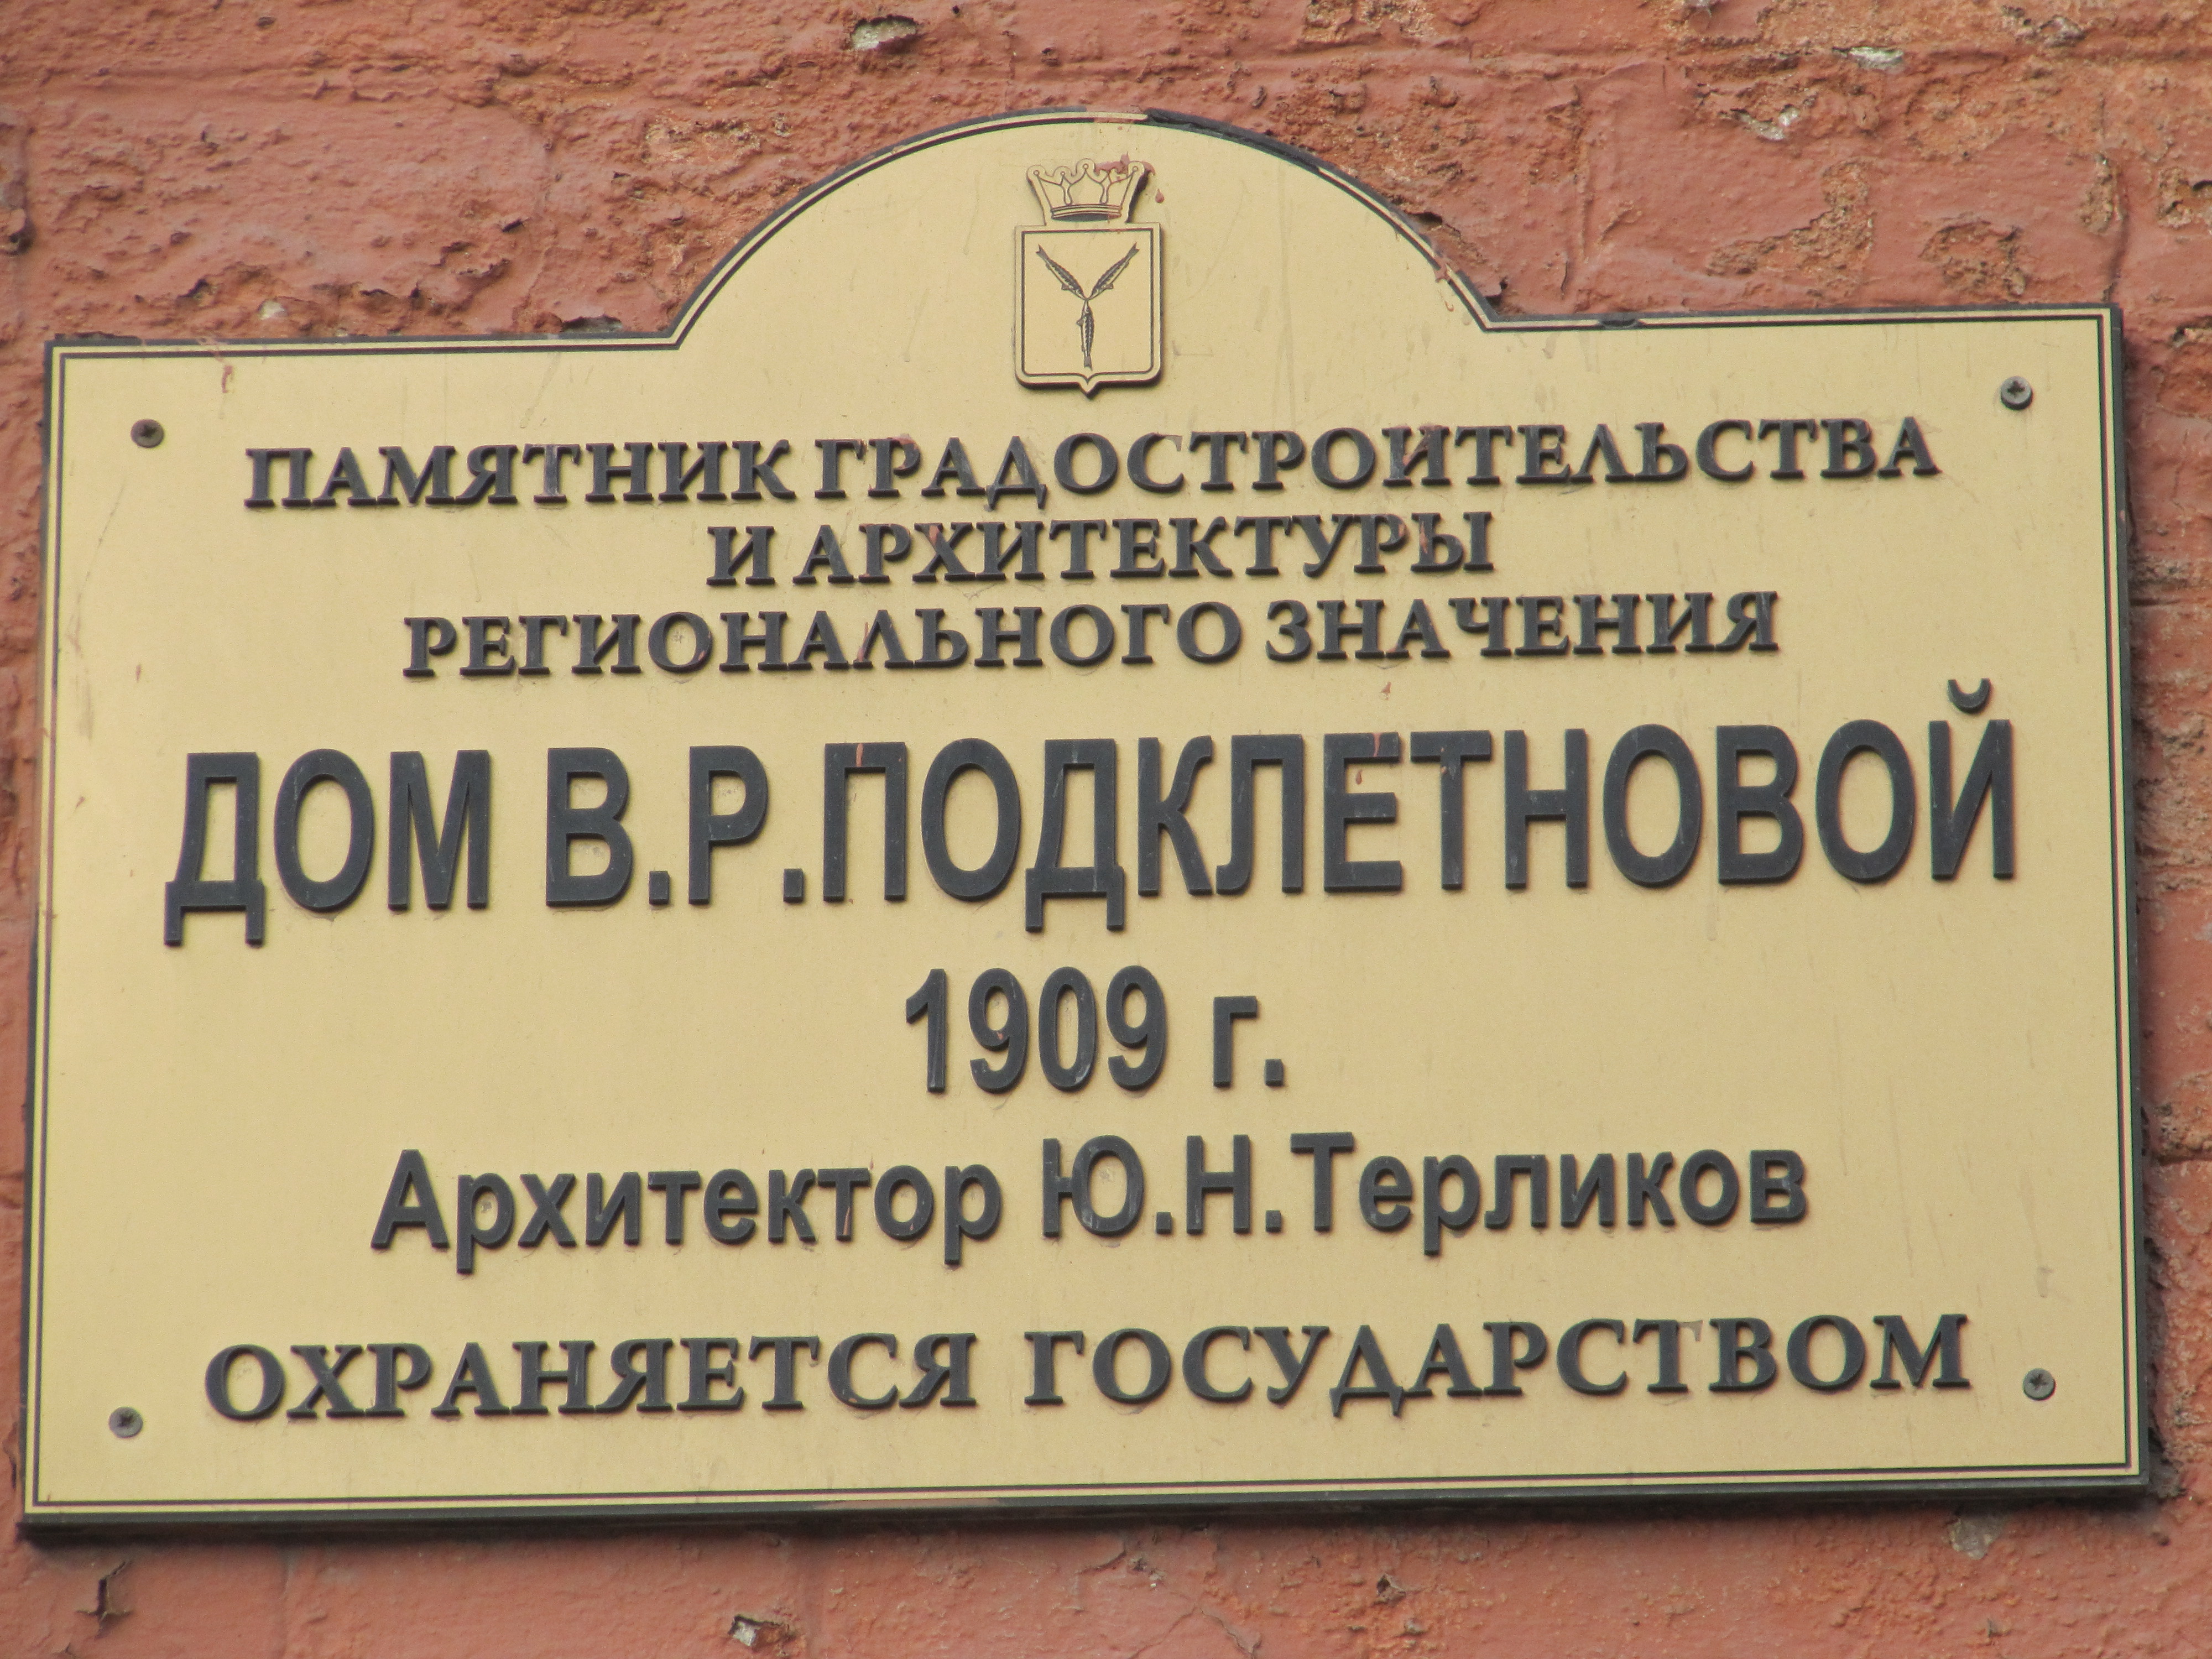 ПАМЯТНИК ГРАДОСТРОИТЕЛЬСТВА
И АРХИТЕКТУРЫ
РЕГИОНАЛЬНОГО ЗНАЧЕНИЯ
ДОМ В.Р.ПОДКЛЕТНОВОЙ
1909 г.
Архитектор Ю.Н.Терликов
ОХРАНЯЕТСЯ ГОСУДАРСТВОМ